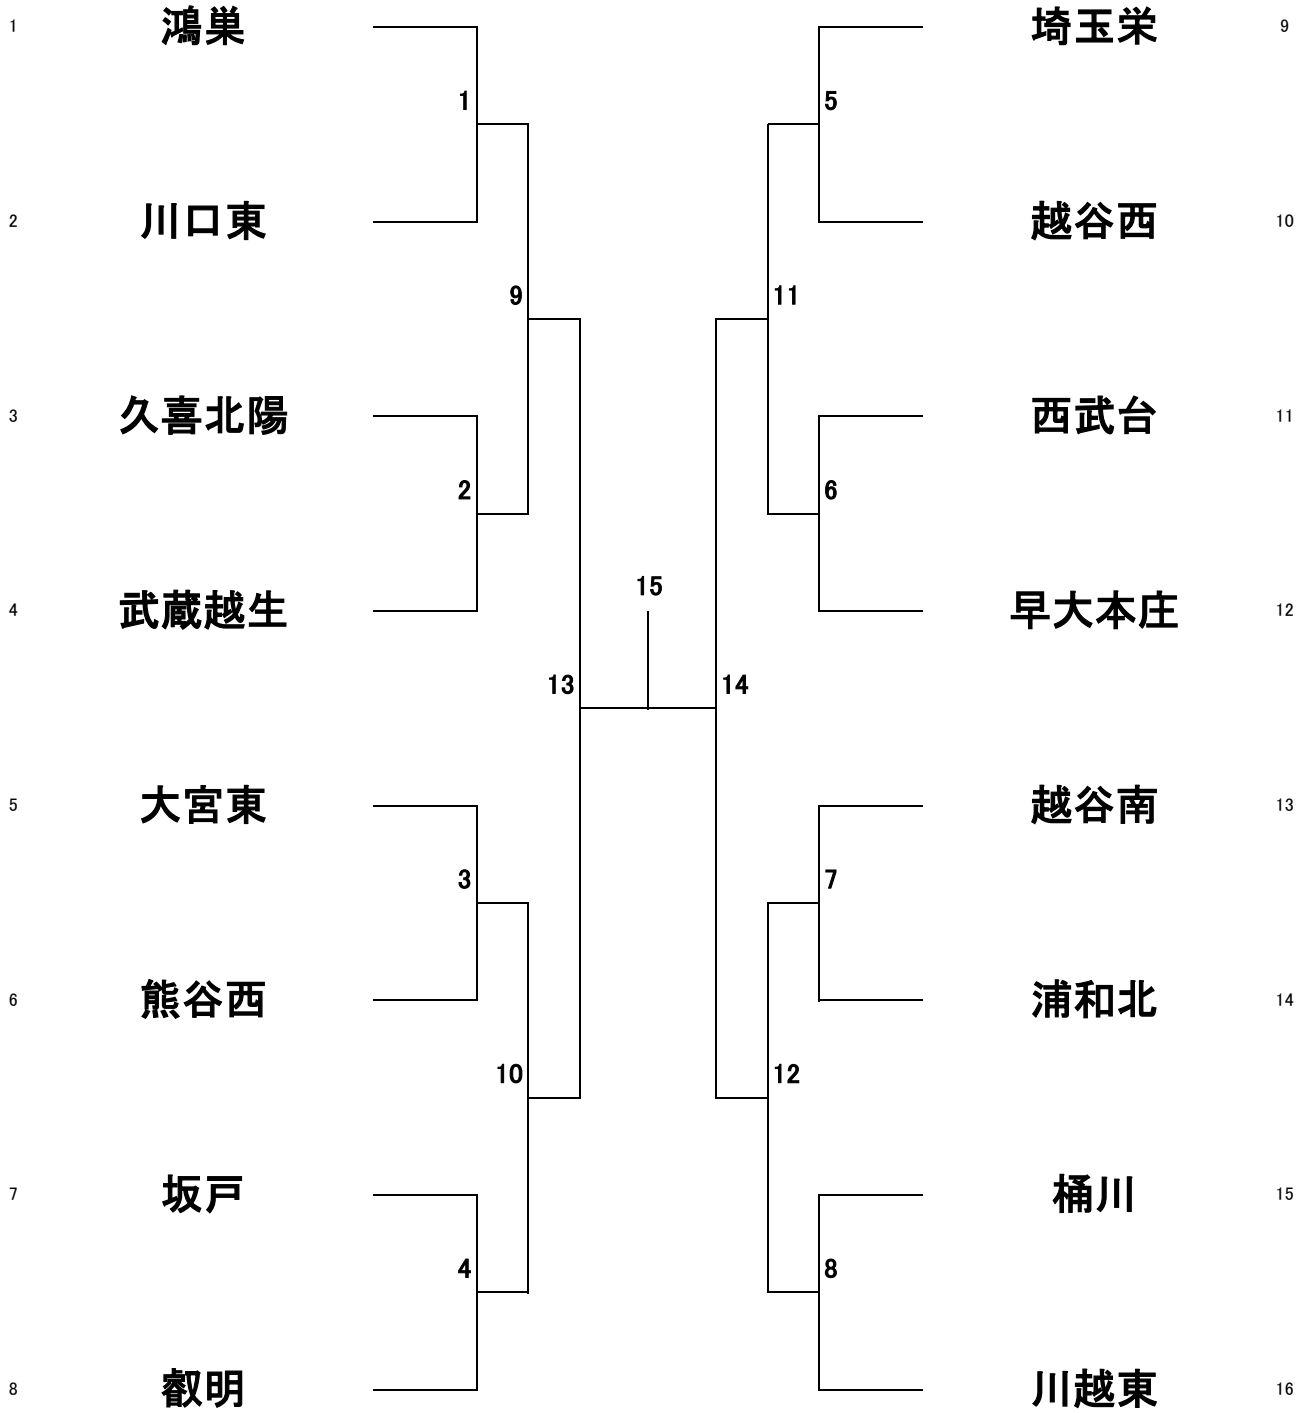 1 鴻巣 埼玉栄 9
1 5
2 川口東 越谷西 10
9 11
3 久喜北陽 西武台 11
2 6
15
4 武蔵越生 早大本庄 12
13 14
5 大宮東 越谷南 13
3 7
6 熊谷西 浦和北 14
10 12
7 坂戸 桶川 15
4 8
8 叡明 川越東 16